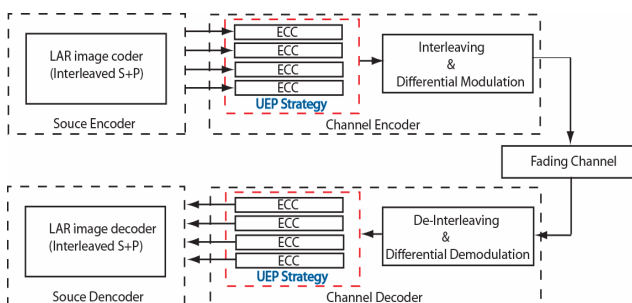 LAR image coder
(Interleaved S+P)
Souce Encoder
ECC
ECC
ECC
ECC
UEP Strategy
Interleaving
&
Differential Modulation
Channel Encoder
Fading Channel
LAR image decoder
(Interleaved S+P)
Souce Dencoder
ECC
ECC
ECC
ECC
UEP Strategy
De-Interleaving
&
Differential Demodulation
Channel Decoder